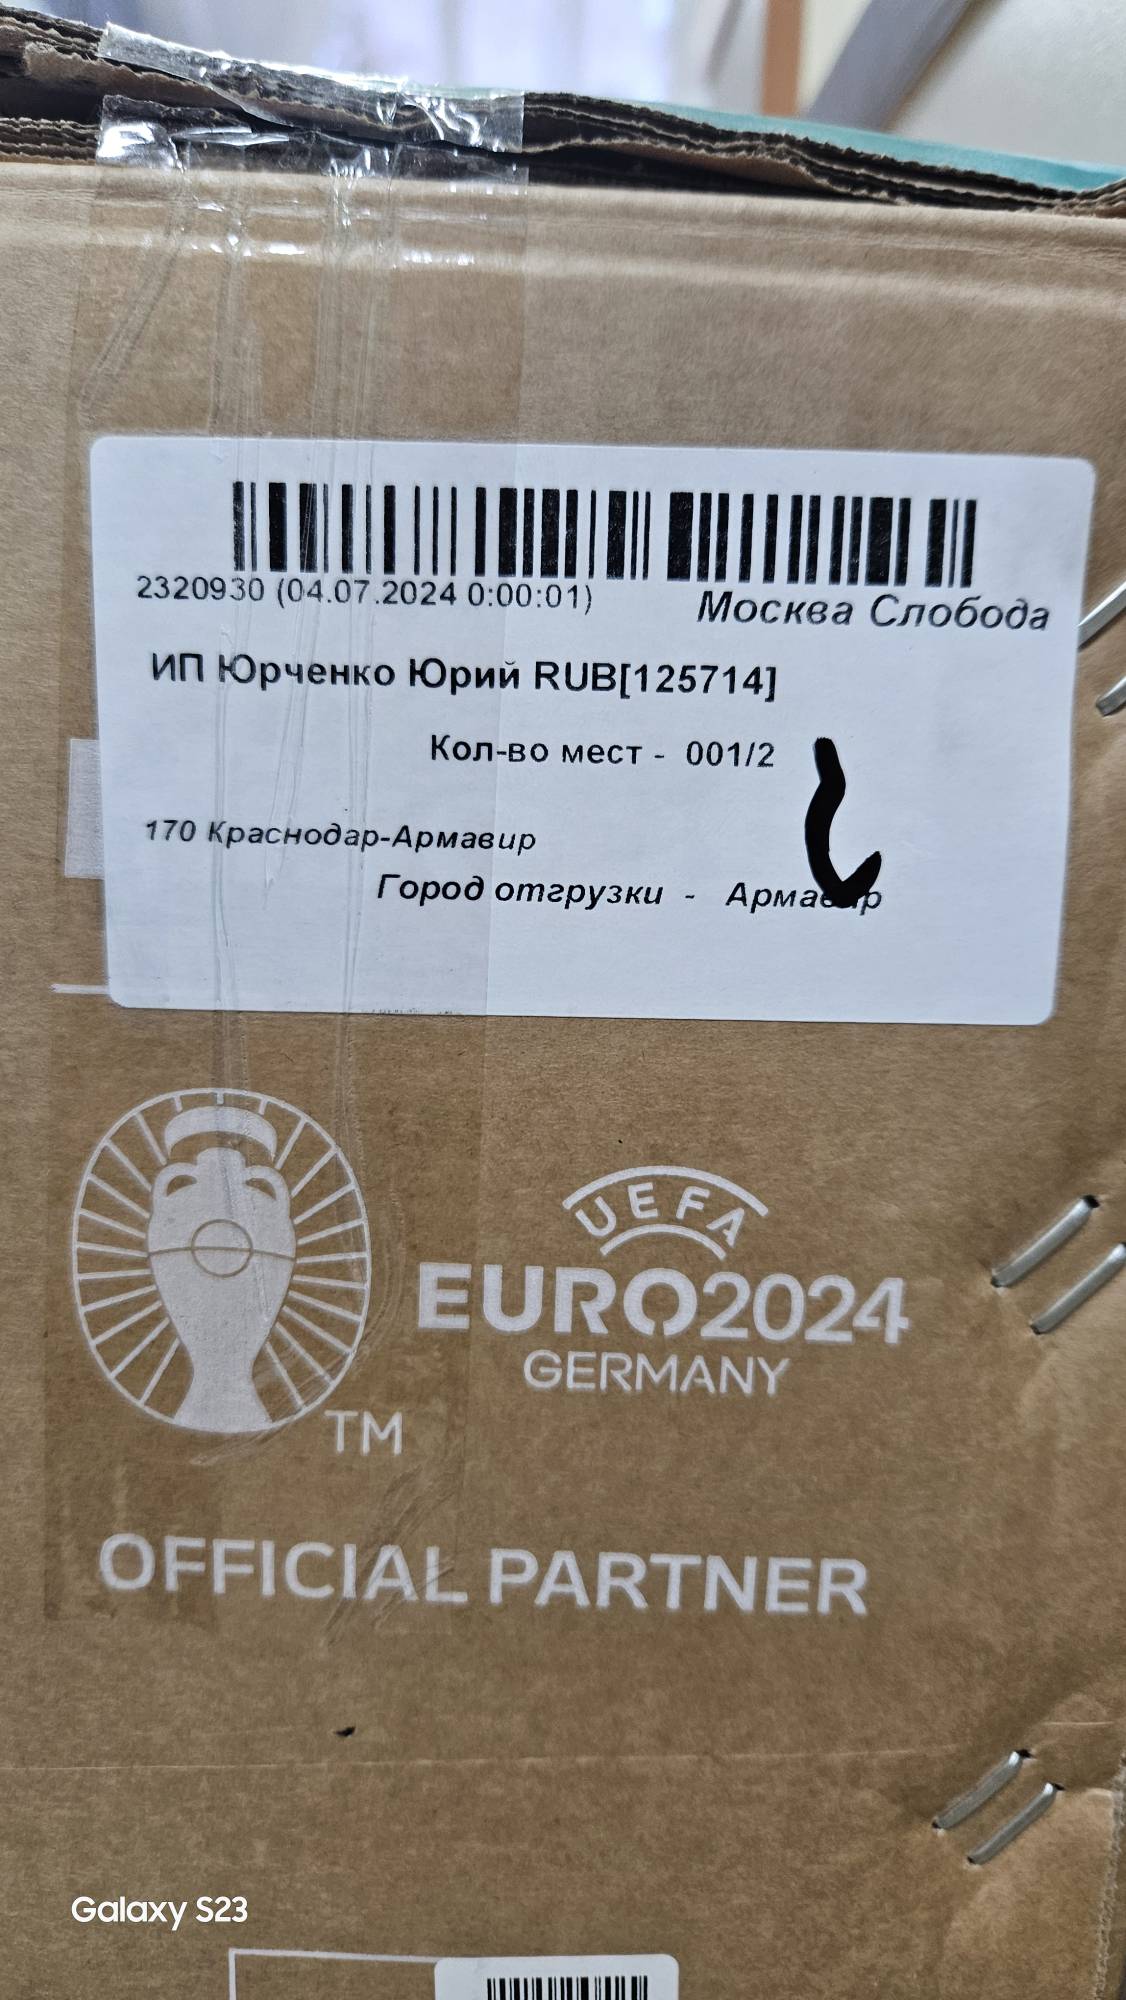 2320930 (04.07.2024 0:00:01)
Москва Слобода
ИП Юрченко Юрий RUB[125714]
Кол-во мест - 001/2
170 Краснодар-Армавир
Город отгрузки - Армавир
UEFA
EURO2024
GERMANY
TM
OFFICIAL PARTNER
Galaxy S23